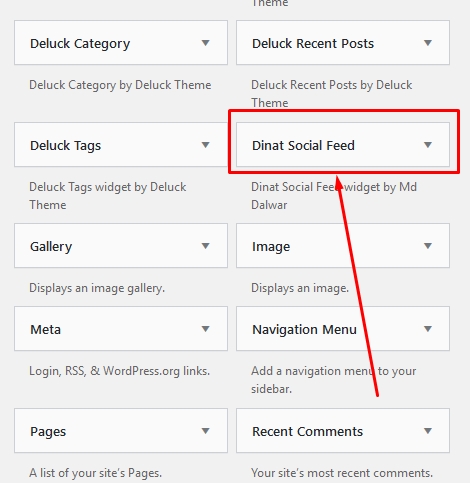 Theme
Deluck Category
Deluck Recent Posts
Deluck Category by Deluck Theme
Deluck Recent Posts by Deluck
Theme
Deluck Tags
Dinat Social Feed
Deluck Tags widget by Deluck
Theme
Dinat Social Feed widget by Md
Dalwar
Gallery
Image
Displays an image gallery.
Displays an image.
Meta
Navigation Menu
Login, RSS, & WordPress.org links.
Add a navigation menu to your
sidebar.
Pages
Recent Comments
A list of your site's Pages.
Your site's most recent comments.